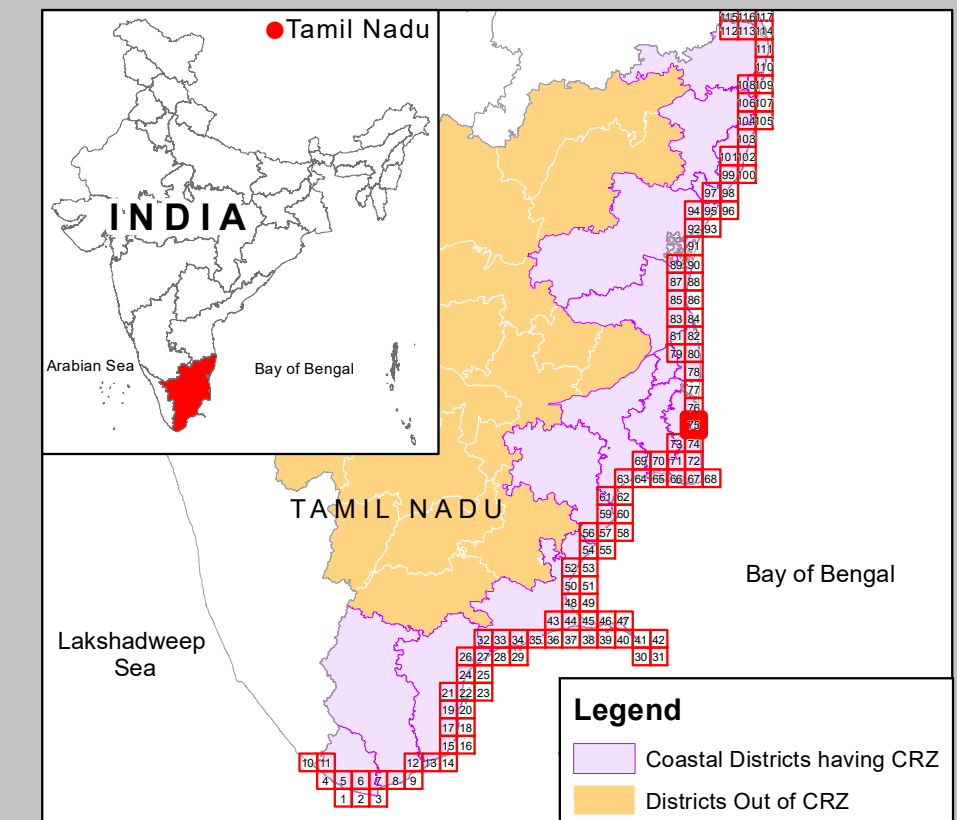 Tamil Nadu
INDIA
Arabian Sea
Bay of Bengal
115 116 117
112 113 114
111
110
108 109
106 107
104 105
103
101 102
99 100
97 98
94 95 96
92 93
91
89 90
87 88
85 86
83 84
81 82
79 80
78
77
76
75
73 74
69 70 71 72
63 64 65 66 67 68
61 62
TAMIL NADU
59 60
56 57 58
54 55
52 53
Bay of Bengal
50 51
48 49
43 44 45 46 47
Lakshadweep
Sea
32 33 34 35 36 37 38 39 40 41 42
26 27 28 29 30 31
24 25
21 22 23
19 20
17 18
15 16
10 11 12 13 14
4 5 6 7 8 9
1 2 3
Legend
Coastal Districts having CRZ
Districts Out of CRZ